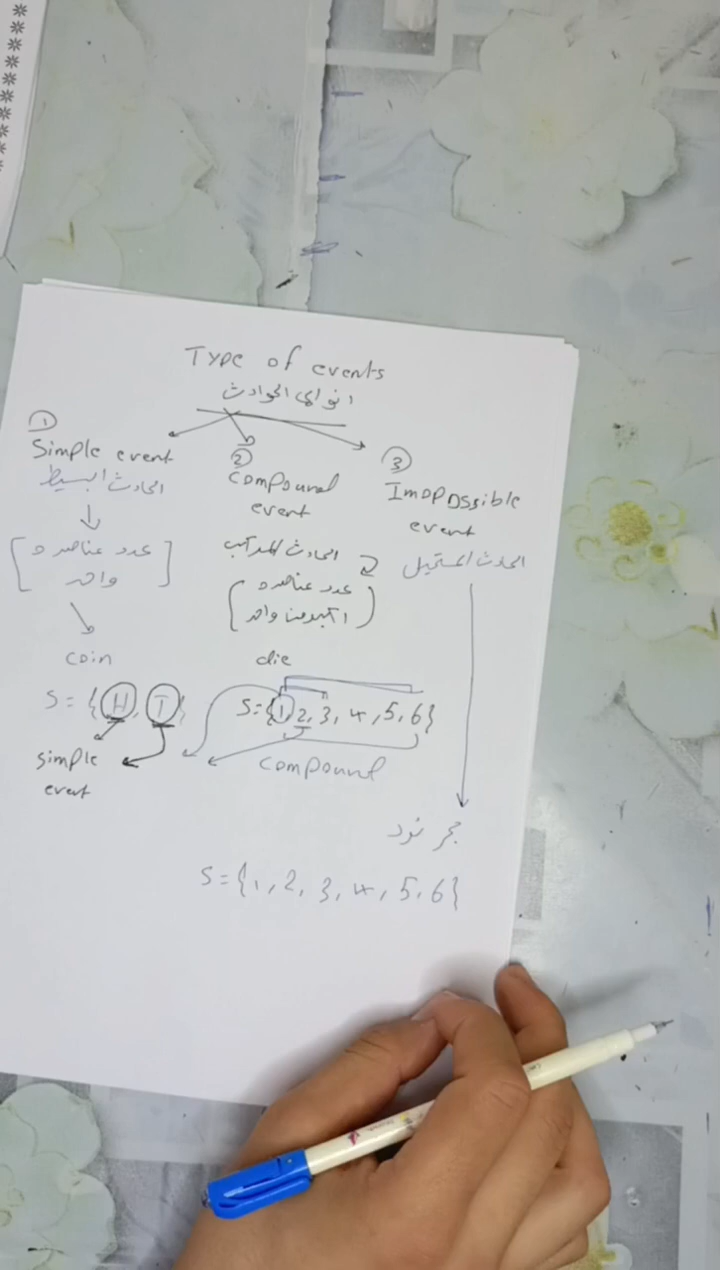 Type of events
انواع الحوادث
①
Simple event
الحادث البسيط
[عدد عناصره
واحد]
coin
S = {H, T}
simple
event
②
Compound
event
الحادث المركب
(عدد عناصره
اكبر من واحد)
die
S={1,2,3,4,5,6}
compound
③
Imopossible
event
الحدث المستحيل
حجر نرد
S={1,2,3,4,5,6}